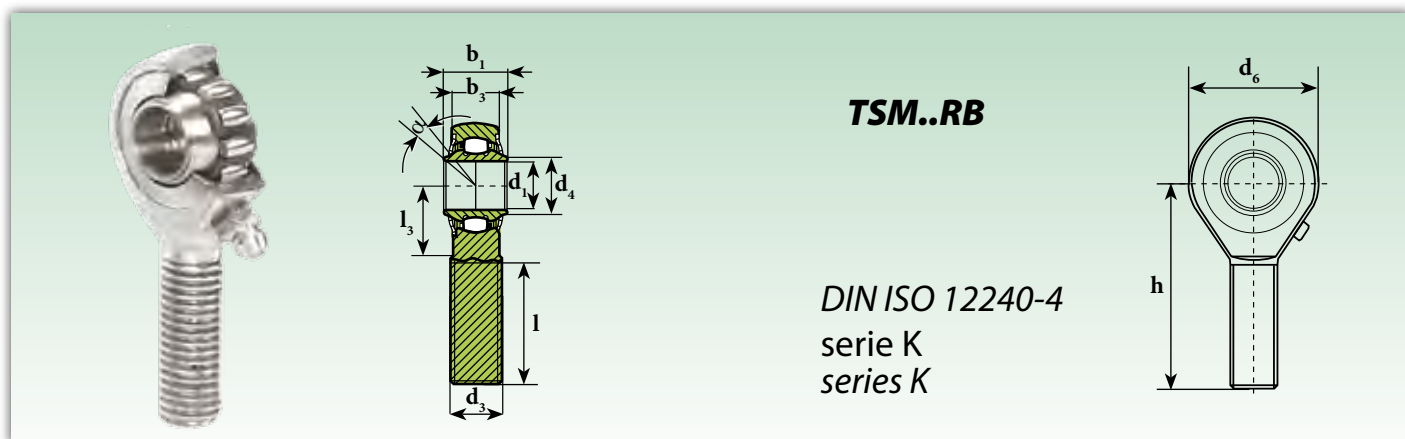 b₁
b₃
α
d₁
d₄
l₃
l
d₃
TSM..RB
DIN ISO 12240-4
serie K
series K
d₆
h